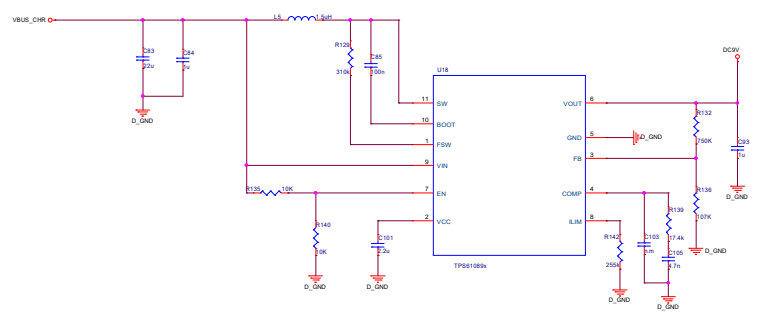 VBUS_CHR
L5
1.5uH
C83
22u
C84
1u
R129
310k
C85
100n
DC9V
U18
11
SW
VOUT
6
R132
10
BOOT
GND
5
D_GND
D_GND
750K
C93
1u
1
FSW
FB
3
9
VIN
R135
10K
7
EN
COMP
4
R136
107K
D_GND
R140
10K
2
VCC
ILIM
8
R139
17.4k
C101
2.2u
R142
255k
C103
n.m
C105
4.7n
D_GND
TPS61089x
D_GND
D_GND
D_GND
D_GND